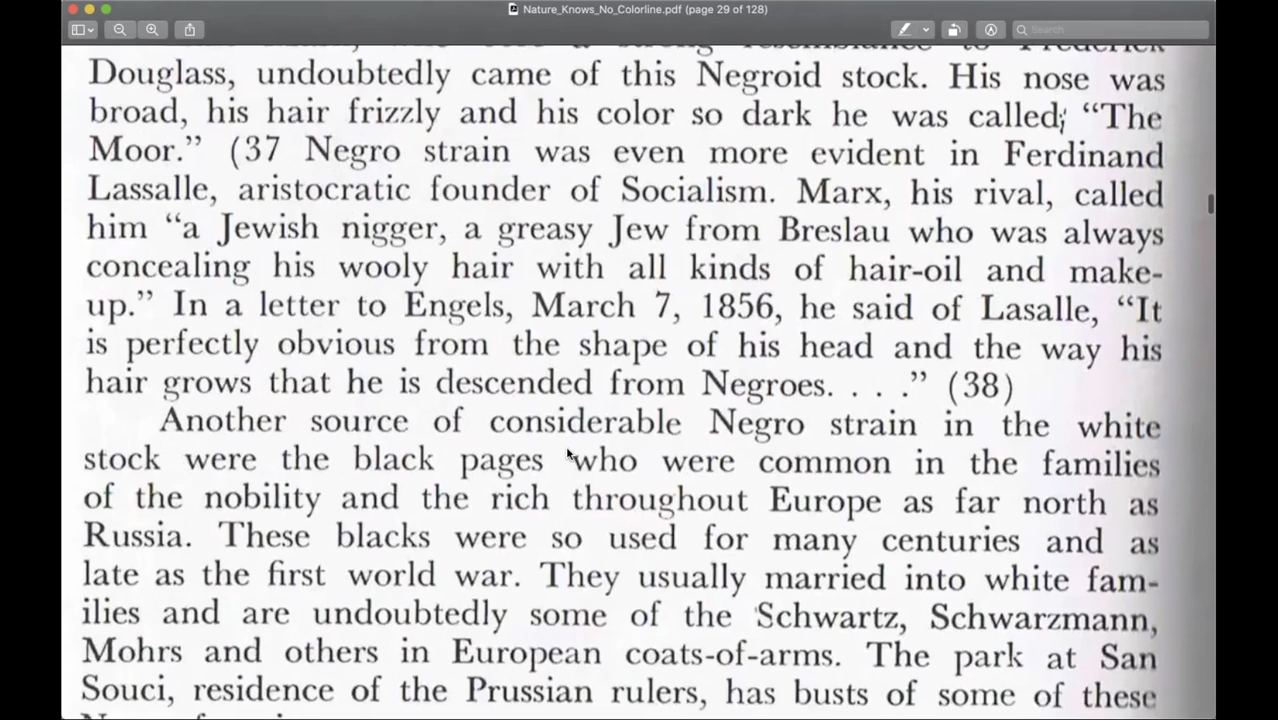 Nature_Knows_No_Colorline.pdf (page 29 of 128)
Search
strong resemblance to Frederick
Douglass, undoubtedly came of this Negroid stock. His nose was
broad, his hair frizzly and his color so dark he was called; “The
Moor.” (37 Negro strain was even more evident in Ferdinand
Lassalle, aristocratic founder of Socialism. Marx, his rival, called
him “a Jewish nigger, a greasy Jew from Breslau who was always
concealing his wooly hair with all kinds of hair-oil and make-
up.” In a letter to Engels, March 7, 1856, he said of Lasalle, “It
is perfectly obvious from the shape of his head and the way his
hair grows that he is descended from Negroes. . . .” (38)
Another source of considerable Negro strain in the white
stock were the black pages who were common in the families
of the nobility and the rich throughout Europe as far north as
Russia. These blacks were so used for many centuries and as
late as the first world war. They usually married into white fam-
ilies and are undoubtedly some of the Schwartz, Schwarzmann,
Mohrs and others in European coats-of-arms. The park at San
Souci, residence of the Prussian rulers, has busts of some of these